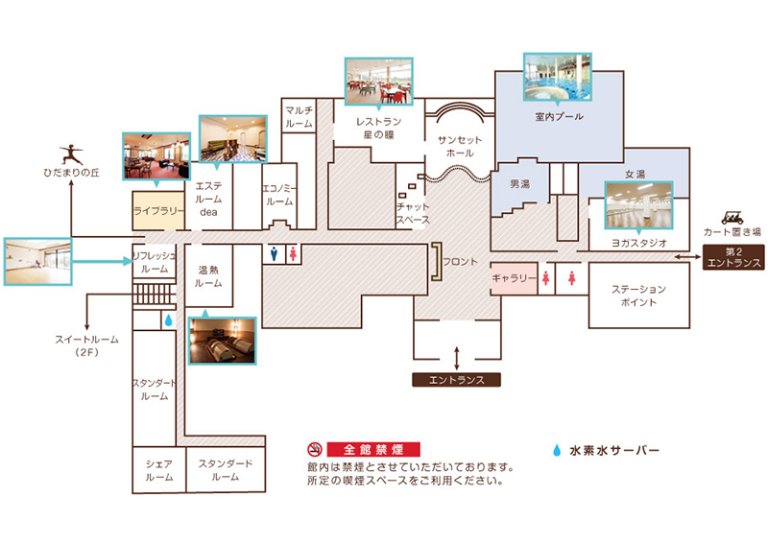 マルチ
ルーム
レストラン
星の瞳
サンセット
ホール
室内プール
ひだまりの丘
エステ
ルーム
dea
エコノミー
ルーム
ライブラリー
チャット
スペース
男湯
女湯
ヨガスタジオ
カート置き場
第2
エントランス
リフレッシュ
ルーム
温熱
ルーム
フロント
ギャラリー
ステーション
ポイント
スイートルーム
(2F)
スタンダード
ルーム
エントランス
シェア
ルーム
スタンダード
ルーム
全館禁煙
館内は禁煙とさせていただいております。
所定の喫煙スペースをご利用ください。
水素水サーバー